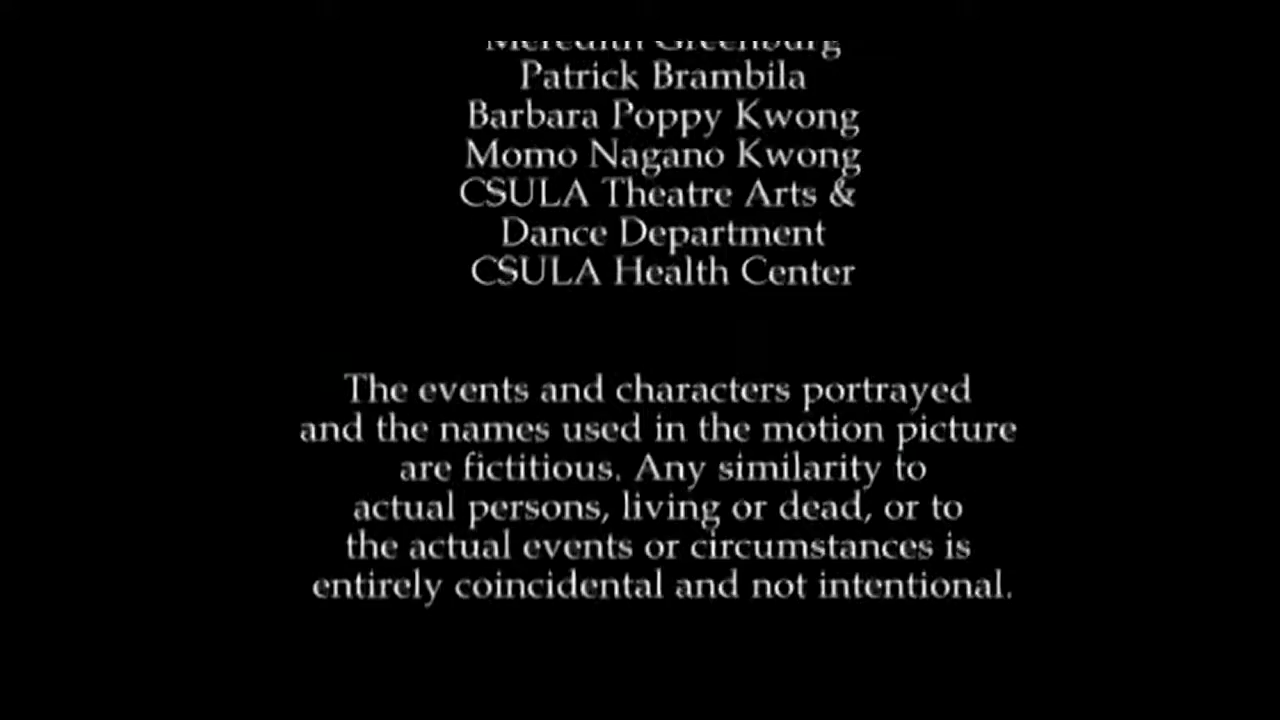 Meredith Greenburg
Patrick Brambila
Barbara Poppy Kwong
Momo Nagano Kwong
CSULA Theatre Arts &
Dance Department
CSULA Health Center
The events and characters portrayed
and the names used in the motion picture
are fictitious. Any similarity to
actual persons, living or dead, or to
the actual events or circumstances is
entirely coincidental and not intentional.